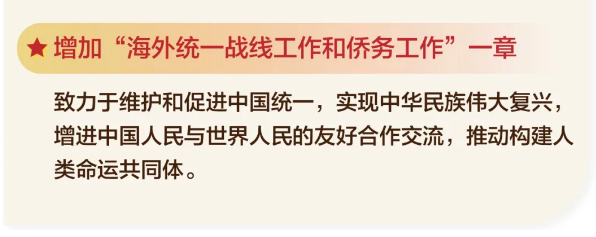 增加“海外统一战线工作和侨务工作”一章
致力于维护和促进中国统一，实现中华民族伟大复兴，
增进中国人民与世界人民的友好合作交流，推动构建人
类命运共同体。